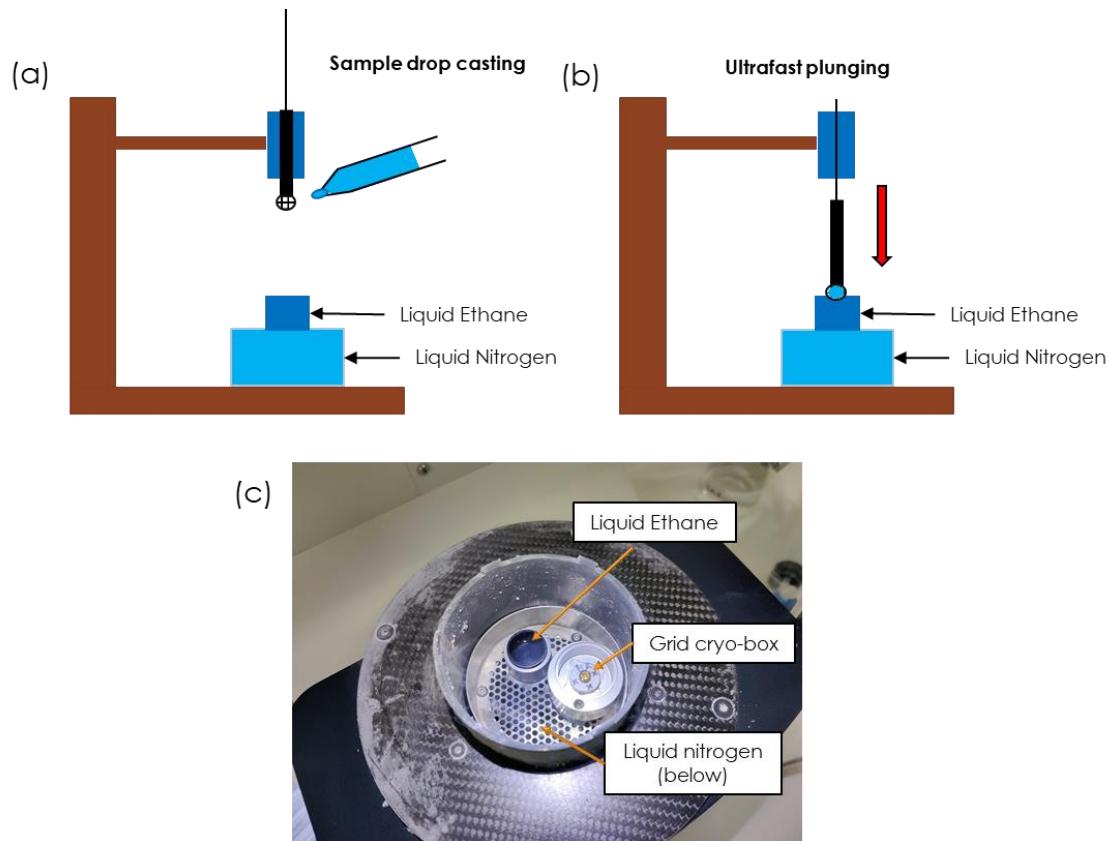 (a)
Sample drop casting
Liquid Ethane
Liquid Nitrogen
(b)
Ultrafast plunging
Liquid Ethane
Liquid Nitrogen
(c)
Liquid Ethane
Grid cryo-box
Liquid nitrogen
(below)